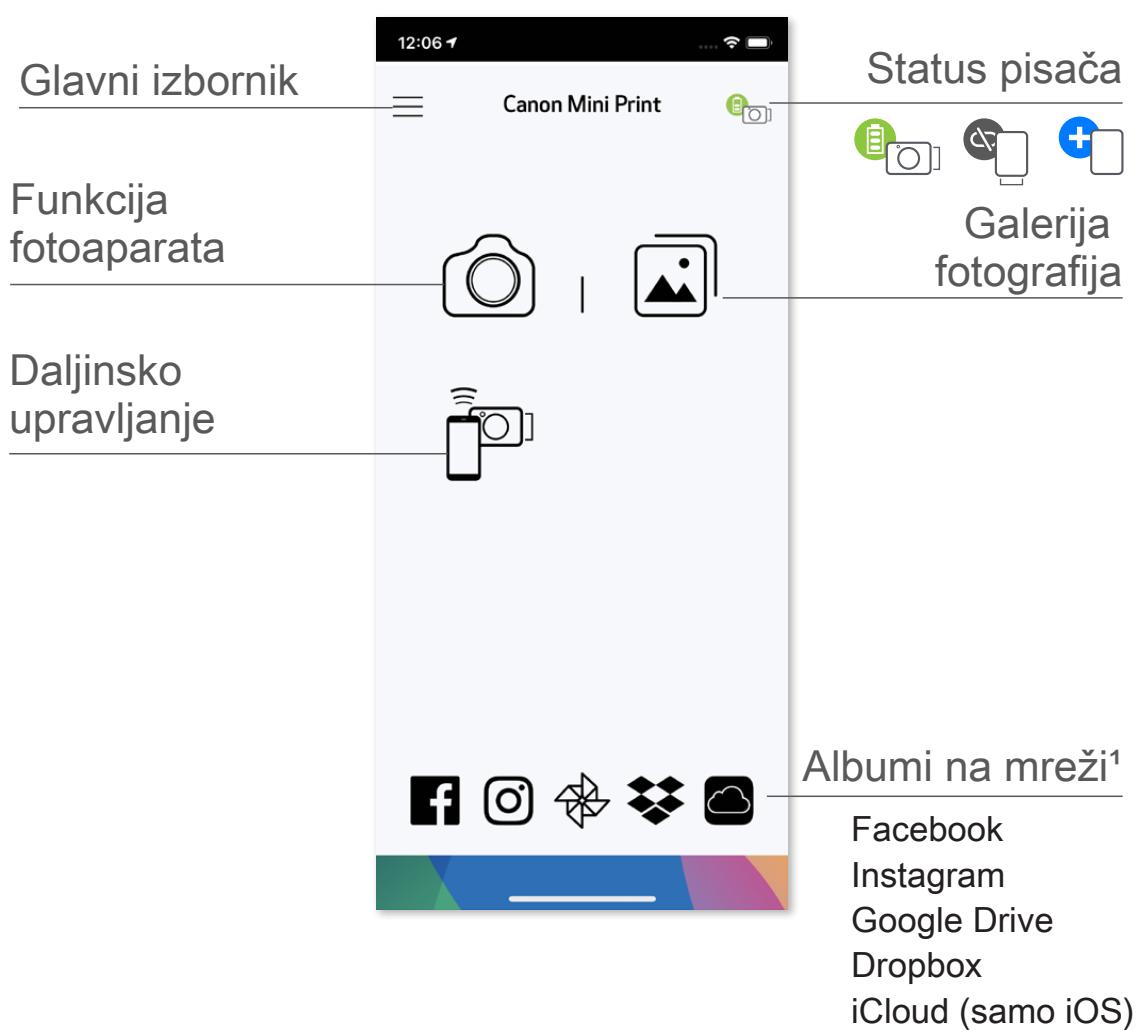 12:06
Glavni izbornik
Canon Mini Print
Status pisača
Funkcija
fotoaparata
Galerija
fotografija
Daljinsko
upravljanje
Albumi na mreži¹
Facebook
Instagram
Google Drive
Dropbox
iCloud (samo iOS)